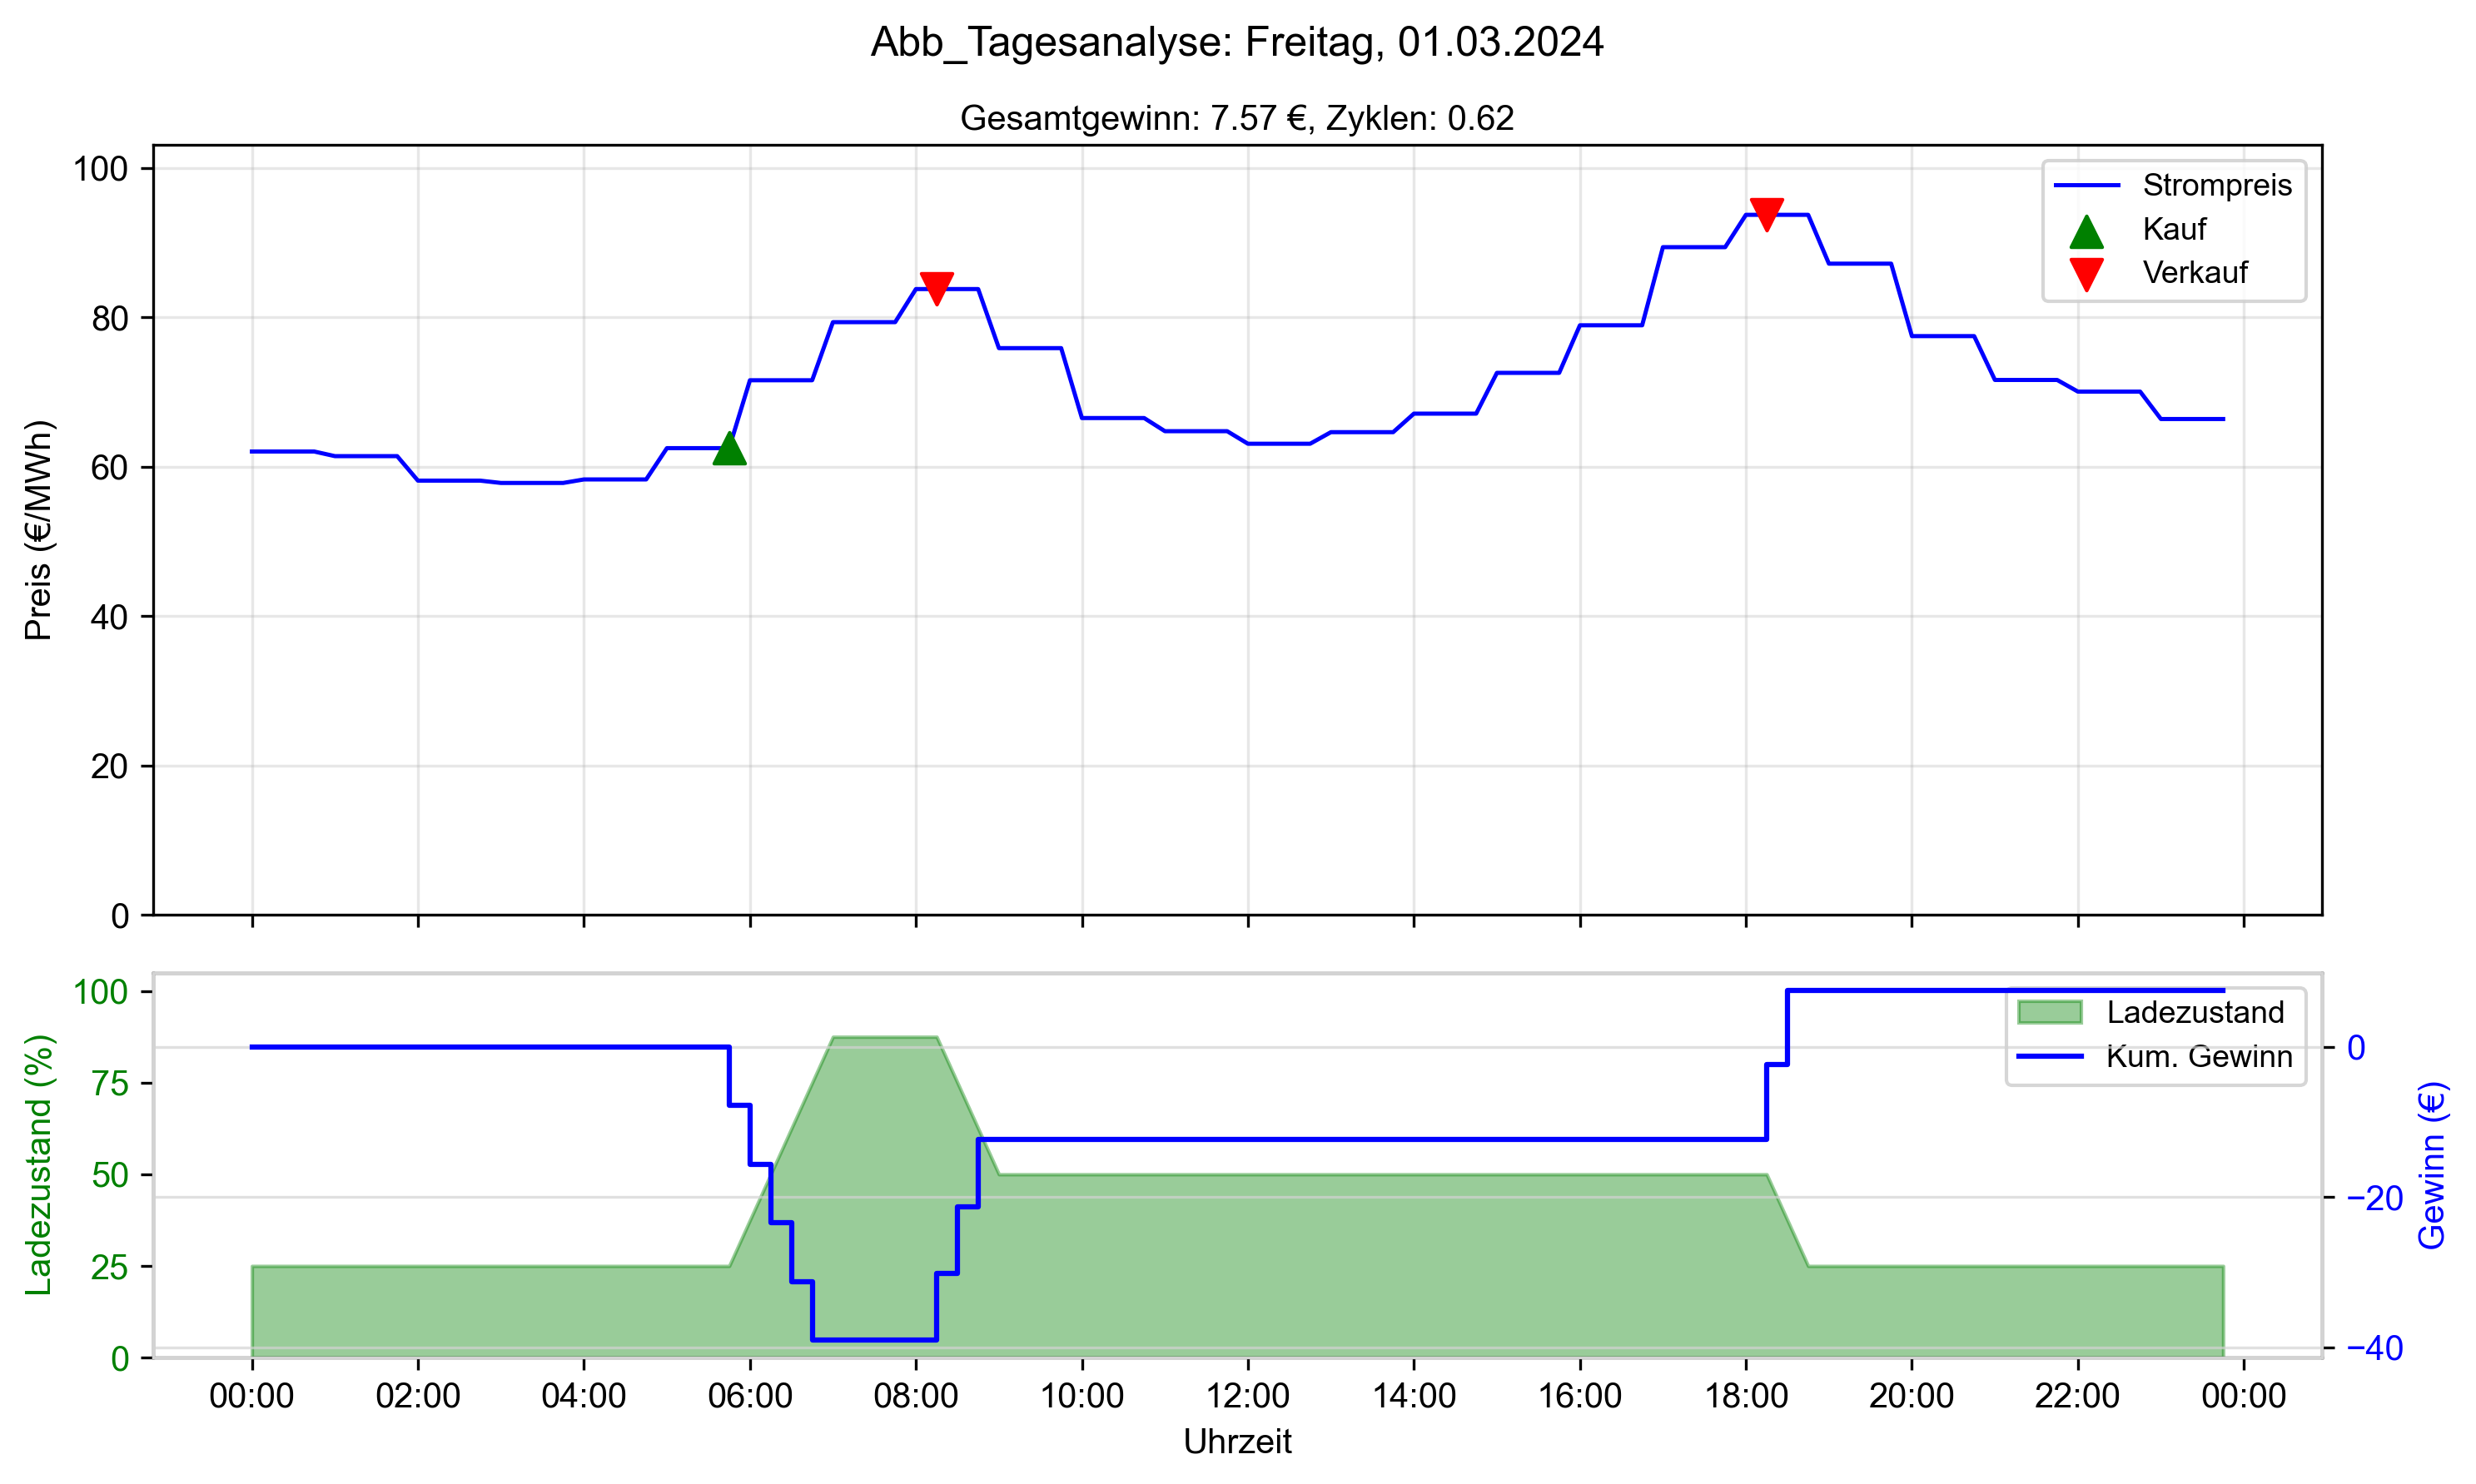 Abb_Tagesanalyse: Freitag, 01.03.2024
Gesamtgewinn: 7.57 €, Zyklen: 0.62
Preis (€/MWh)
100
80
60
40
20
0
Strompreis
Kauf
Verkauf
Ladezustand (%)
100
75
50
25
0
Ladezustand
Kum. Gewinn
0
−20
−40
Gewinn (€)
00:00 02:00 04:00 06:00 08:00 10:00 12:00 14:00 16:00 18:00 20:00 22:00 00:00
Uhrzeit